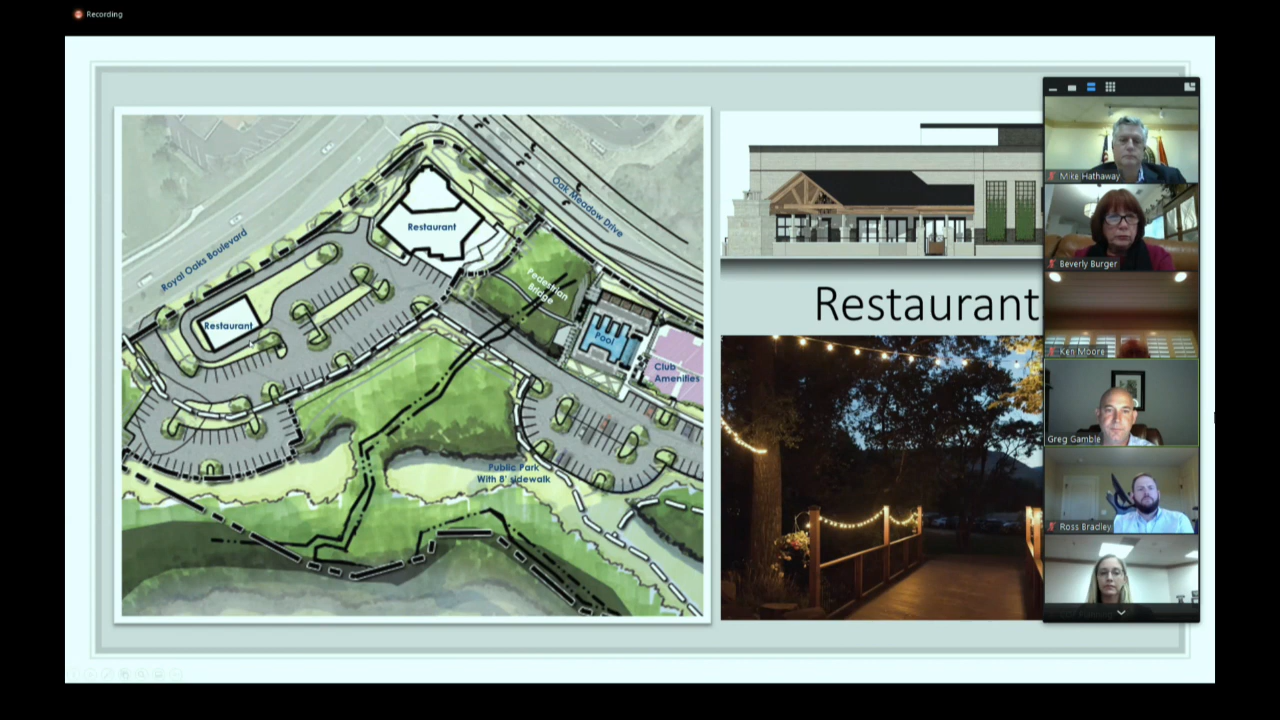 Recording
Royal Oaks Boulevard
Oak Meadow Drive
Restaurant
Restaurant
Pedestrian
Bridge
Pool
Club
Amenities
Public Park
With 8' sidewalk
Restaurant
Mike Hathaway
Beverly Burger
Ken Moore
Greg Gamble
Ross Bradley